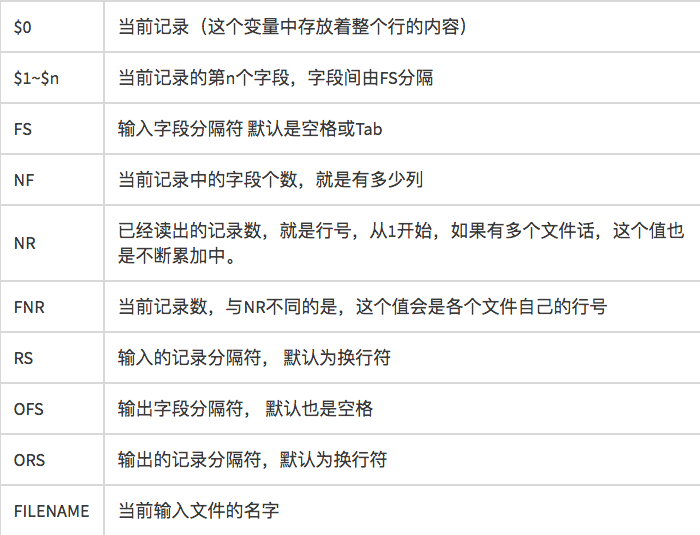 $0 当前记录（这个变量中存放着整个行的内容）
$1~$n 当前记录的第n个字段，字段间由FS分隔
FS 输入字段分隔符 默认是空格或Tab
NF 当前记录中的字段个数，就是有多少列
NR 已经读出的记录数，就是行号，从1开始，如果有多个文件话，这个值也
是不断累加中。
FNR 当前记录数，与NR不同的是，这个值会是各个文件自己的行号
RS 输入的记录分隔符， 默认为换行符
OFS 输出字段分隔符， 默认也是空格
ORS 输出的记录分隔符，默认为换行符
FILENAME 当前输入文件的名字